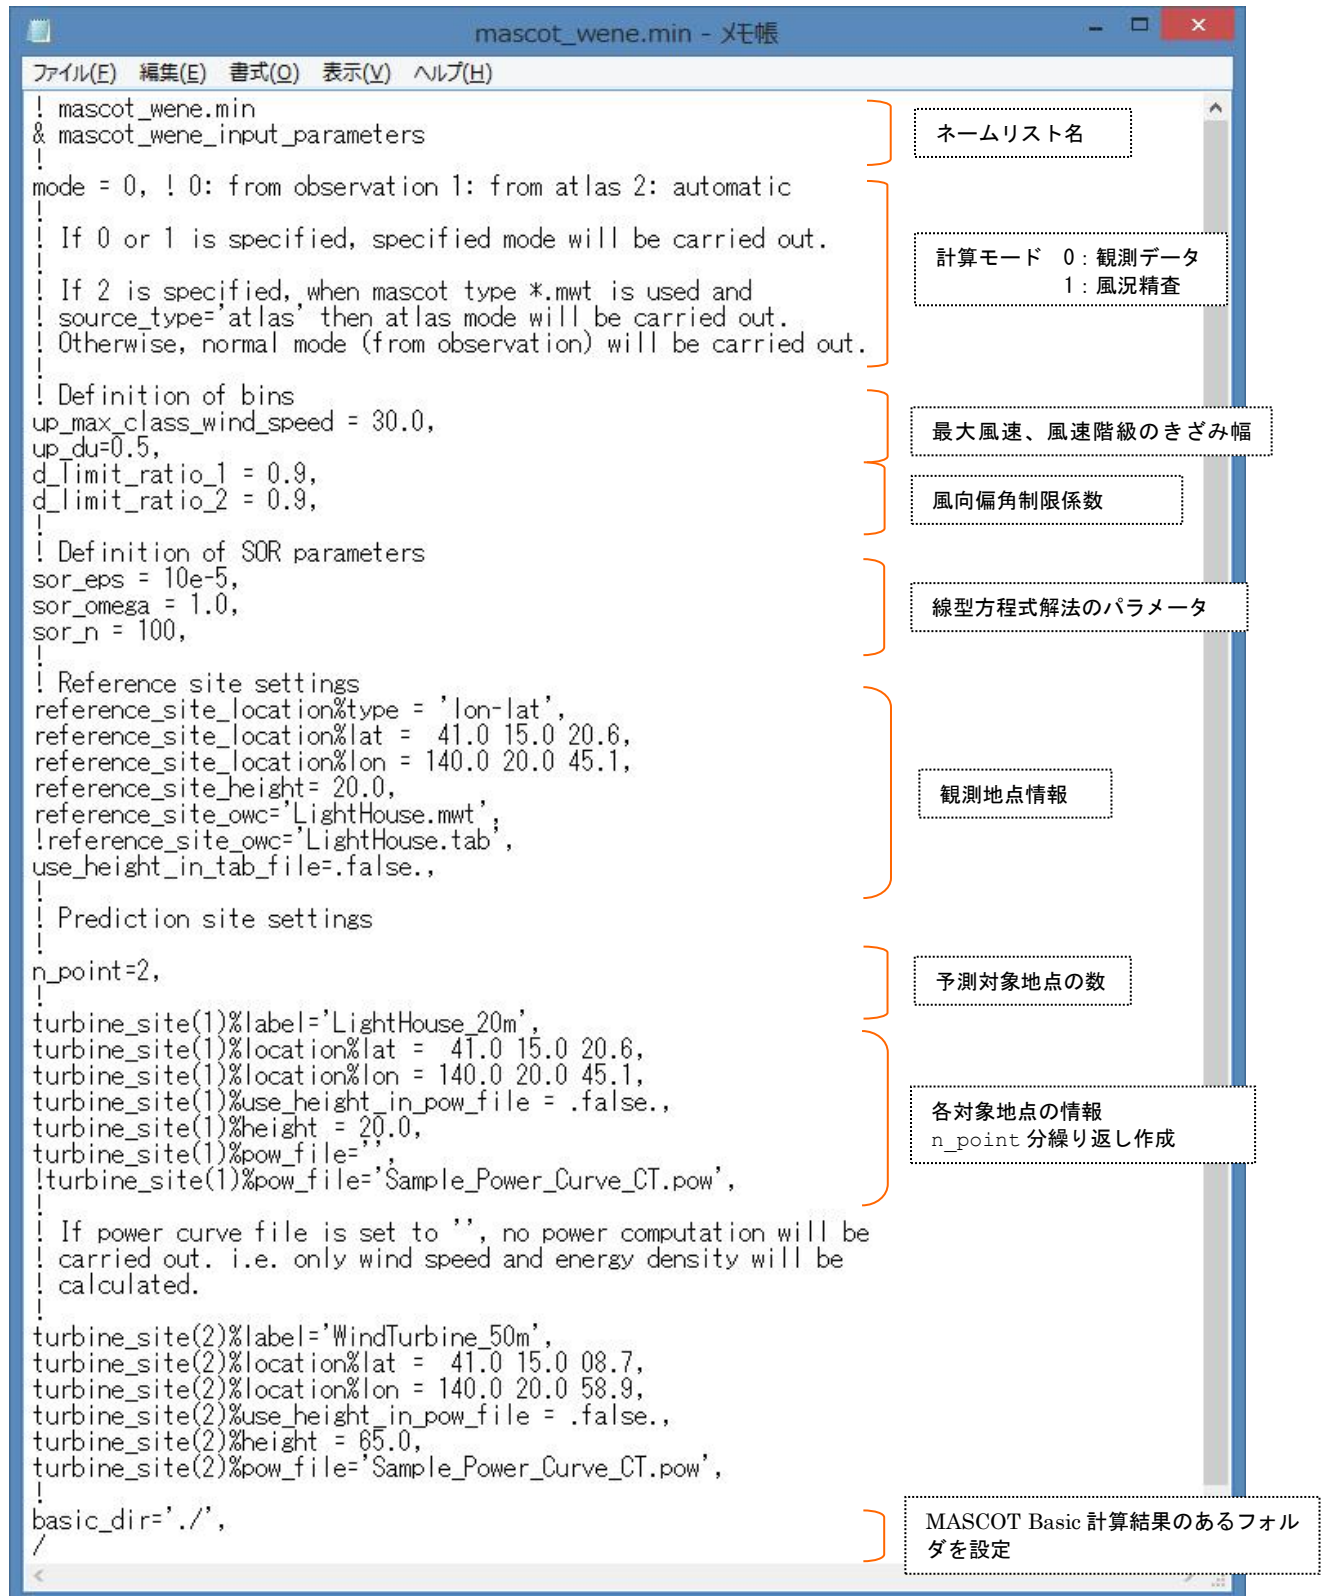 mascot_wene.min - メモ帳
ファイル(F) 編集(E) 書式(O) 表示(V) ヘルプ(H)
! mascot_wene.min
& mascot_wene_input_parameters
!
ネームリスト名
mode = 0, ! 0: from observation 1: from atlas 2: automatic
!
! If 0 or 1 is specified, specified mode will be carried out.
!
! If 2 is specified, when mascot type *.mwt is used and
! source_type='atlas' then atlas mode will be carried out.
! Otherwise, normal mode (from observation) will be carried out.
!
計算モード 0：観測データ
1：風況精査
! Definition of bins
up_max_class_wind_speed = 30.0,
up_du=0.5,
最大風速、風速階級のきざみ幅
d_limit_ratio_1 = 0.9,
d_limit_ratio_2 = 0.9,
!
風向偏角制限係数
! Definition of SOR parameters
sor_eps = 10e-5,
sor_omega = 1.0,
sor_n = 100,
!
線型方程式解法のパラメータ
! Reference site settings
reference_site_location%type = 'lon-lat',
reference_site_location%lat =  41.0 15.0 20.6,
reference_site_location%lon = 140.0 20.0 45.1,
reference_site_height= 20.0,
reference_site_owc='LightHouse.mwt',
!reference_site_owc='LightHouse.tab',
use_height_in_tab_file=.false.,
!
観測地点情報
! Prediction site settings
!
n_point=2,
!
予測対象地点の数
turbine_site(1)%label='LightHouse_20m',
turbine_site(1)%location%lat =  41.0 15.0 20.6,
turbine_site(1)%location%lon = 140.0 20.0 45.1,
turbine_site(1)%use_height_in_pow_file = .false.,
turbine_site(1)%height = 20.0,
turbine_site(1)%pow_file='',
!turbine_site(1)%pow_file='Sample_Power_Curve_CT.pow',
!
各対象地点の情報
n_point 分繰り返し作成
! If power curve file is set to '', no power computation will be
! carried out. i.e. only wind speed and energy density will be
! calculated.
!
turbine_site(2)%label='WindTurbine_50m',
turbine_site(2)%location%lat =  41.0 15.0 08.7,
turbine_site(2)%location%lon = 140.0 20.0 58.9,
turbine_site(2)%use_height_in_pow_file = .false.,
turbine_site(2)%height = 65.0,
turbine_site(2)%pow_file='Sample_Power_Curve_CT.pow',
!
basic_dir='./',
/
MASCOT Basic 計算結果のあるフォル
ダを設定